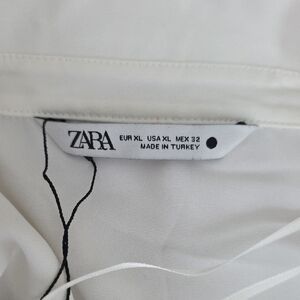 ZARA
EUR XL USA XL MEX 32
MADE IN TURKEY